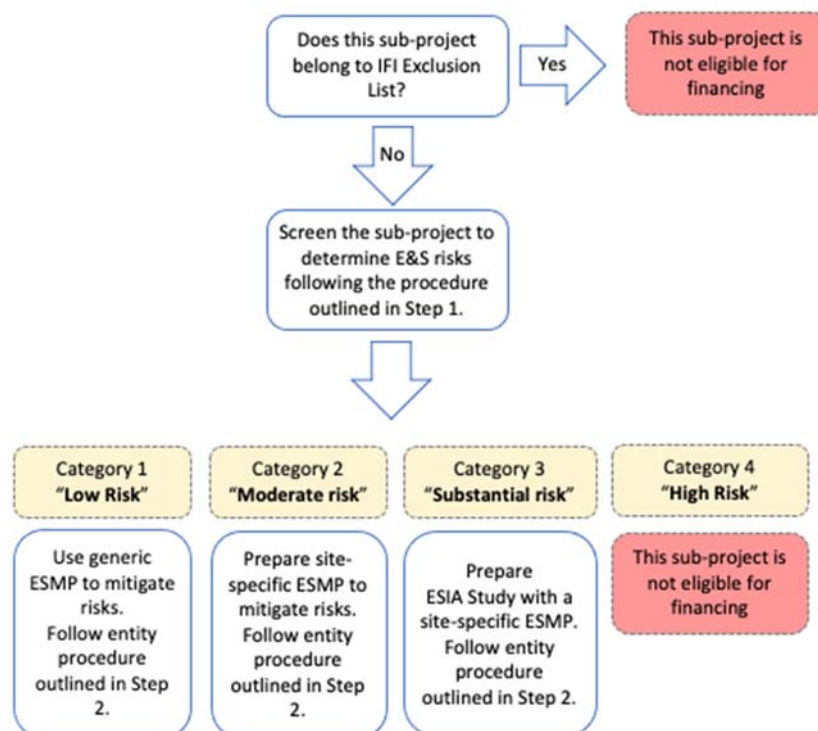 Does this sub-project
belong to IFI Exclusion
List?
Yes
This sub-project is
not eligible for
financing
No
Screen the sub-project to
determine E&S risks
following the procedure
outlined in Step 1.
Category 1
“Low Risk”
Category 2
“Moderate risk”
Category 3
“Substantial risk”
Category 4
“High Risk”
Use generic
ESMP to mitigate
risks.
Follow entity
procedure
outlined in Step
2.
Prepare site-
specific ESMP to
mitigate risks.
Follow entity
procedure
outlined in Step
2.
Prepare
ESIA Study with a
site-specific ESMP.
Follow entity
procedure
outlined in Step 2.
This sub-project is
not eligible for
financing